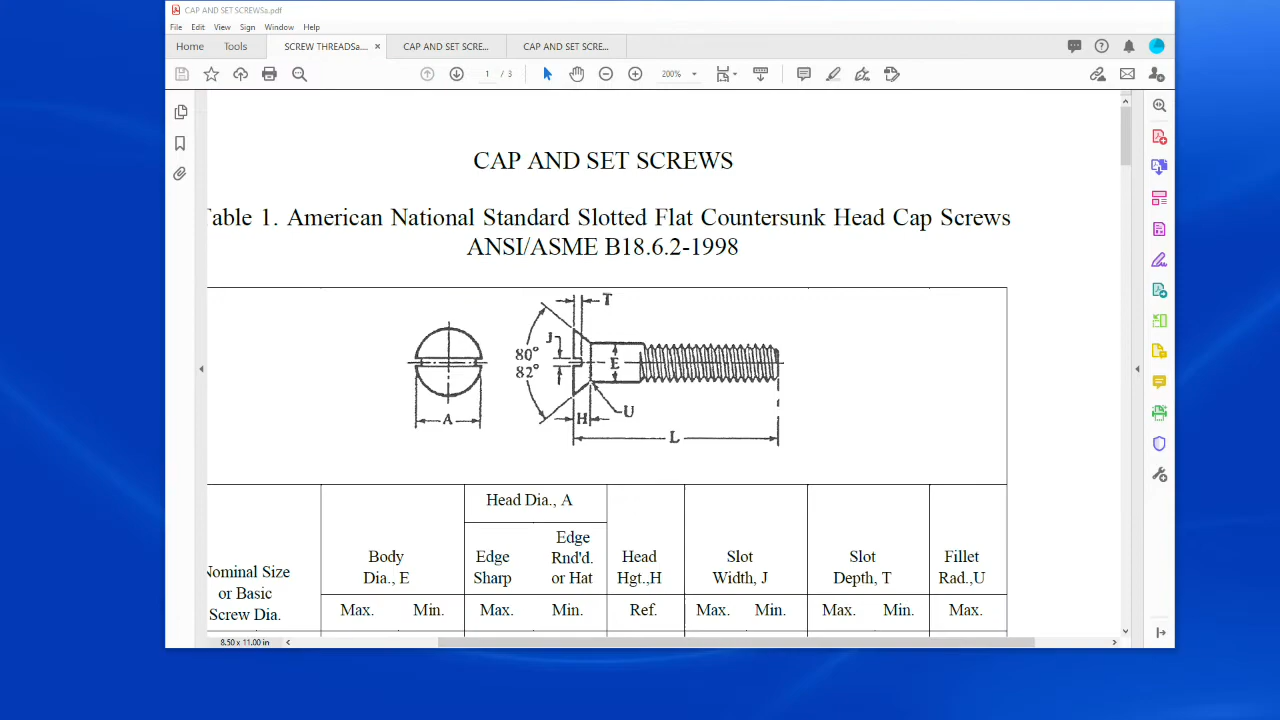 CAP AND SET SCREWSa.pdf
File Edit View Sign Window Help
Home Tools SCREW THREADSa... × CAP AND SET SCRE... CAP AND SET SCRE...
1 / 3 200%
CAP AND SET SCREWS
Table 1. American National Standard Slotted Flat Countersunk Head Cap Screws
ANSI/ASME B18.6.2-1998
T
J
80°
82°
E
A
H
U
L
Nominal Size
or Basic
Screw Dia.
Body
Dia., E
Max. Min.
Head Dia., A
Edge
Sharp
Max.
Edge
Rnd'd.
or Hat
Min.
Head
Hgt.,H
Ref.
Slot
Width, J
Max. Min.
Slot
Depth, T
Max. Min.
Fillet
Rad.,U
Max.
8.50 x 11.00 in